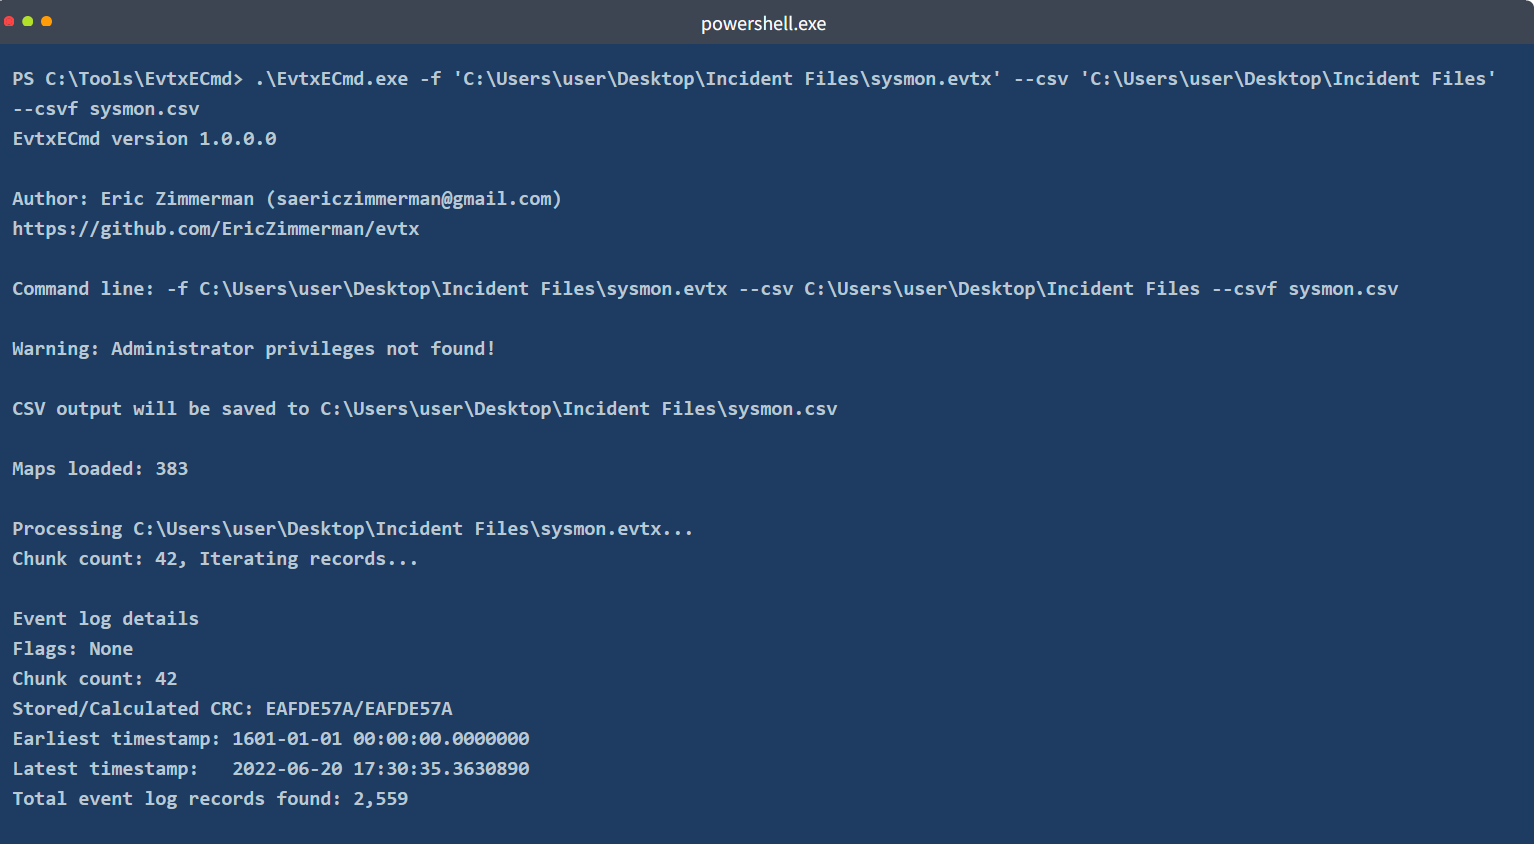 powershell.exe
PS C:\Tools\EvtxECmd> .\EvtxECmd.exe -f 'C:\Users\user\Desktop\Incident Files\sysmon.evtx' --csv 'C:\Users\user\Desktop\Incident Files'
--csvf sysmon.csv
EvtxECmd version 1.0.0.0
Author: Eric Zimmerman (saericzimmerman@gmail.com)
https://github.com/EricZimmerman/evtx
Command line: -f C:\Users\user\Desktop\Incident Files\sysmon.evtx --csv C:\Users\user\Desktop\Incident Files --csvf sysmon.csv
Warning: Administrator privileges not found!
CSV output will be saved to C:\Users\user\Desktop\Incident Files\sysmon.csv
Maps loaded: 383
Processing C:\Users\user\Desktop\Incident Files\sysmon.evtx...
Chunk count: 42, Iterating records...
Event log details
Flags: None
Chunk count: 42
Stored/Calculated CRC: EAFDE57A/EAFDE57A
Earliest timestamp: 1601-01-01 00:00:00.0000000
Latest timestamp:   2022-06-20 17:30:35.3630890
Total event log records found: 2,559